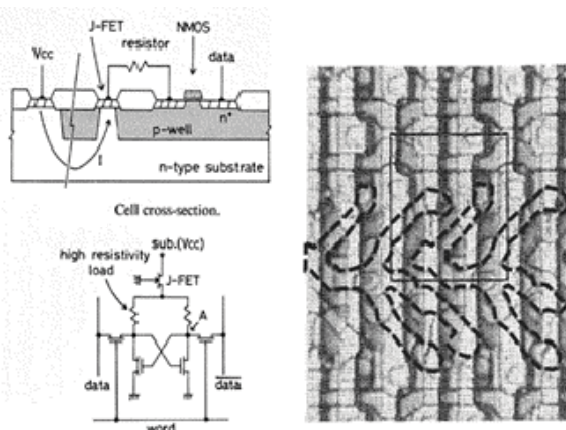 J-FET
NMOS
resistor
Vcc
data
n⁺
p-well
I
n-type substrate
Cell cross-section.
sub.(Vcc)
high resistivity
load
J-FET
A
data
data
word